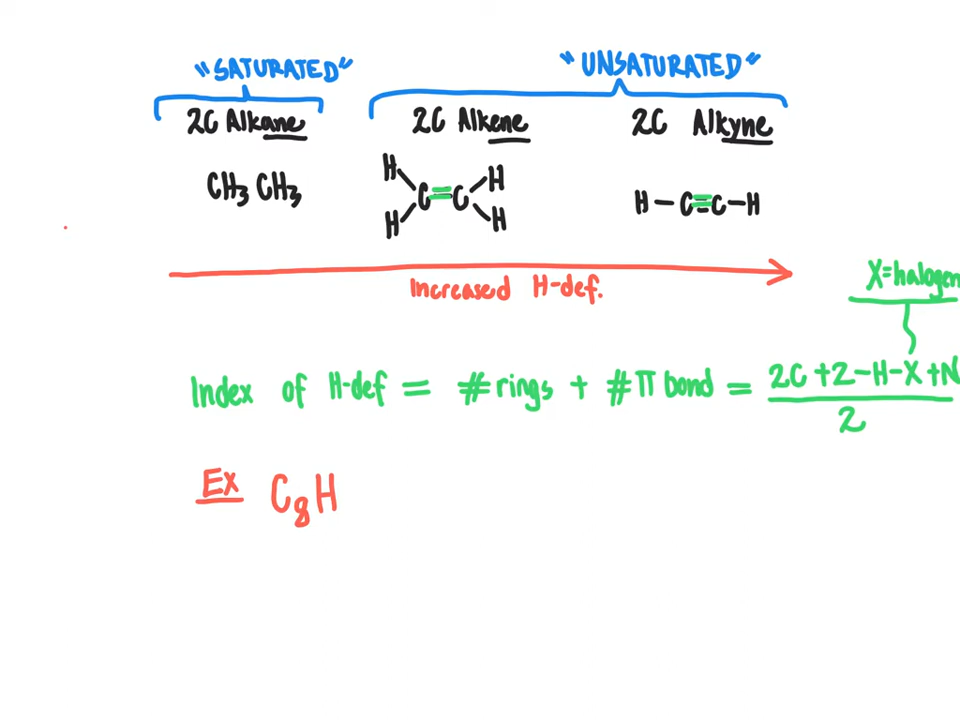 "SATURATED" "UNSATURATED"
2C Alkane 2C Alkene 2C Alkyne
CH₃ CH₃ H H C=C H H H—C≡C—H
Increased H-def.
X=halogen
Index of H-def = #rings + #π bond = 2C+2-H-X+N / 2
Ex C₈H